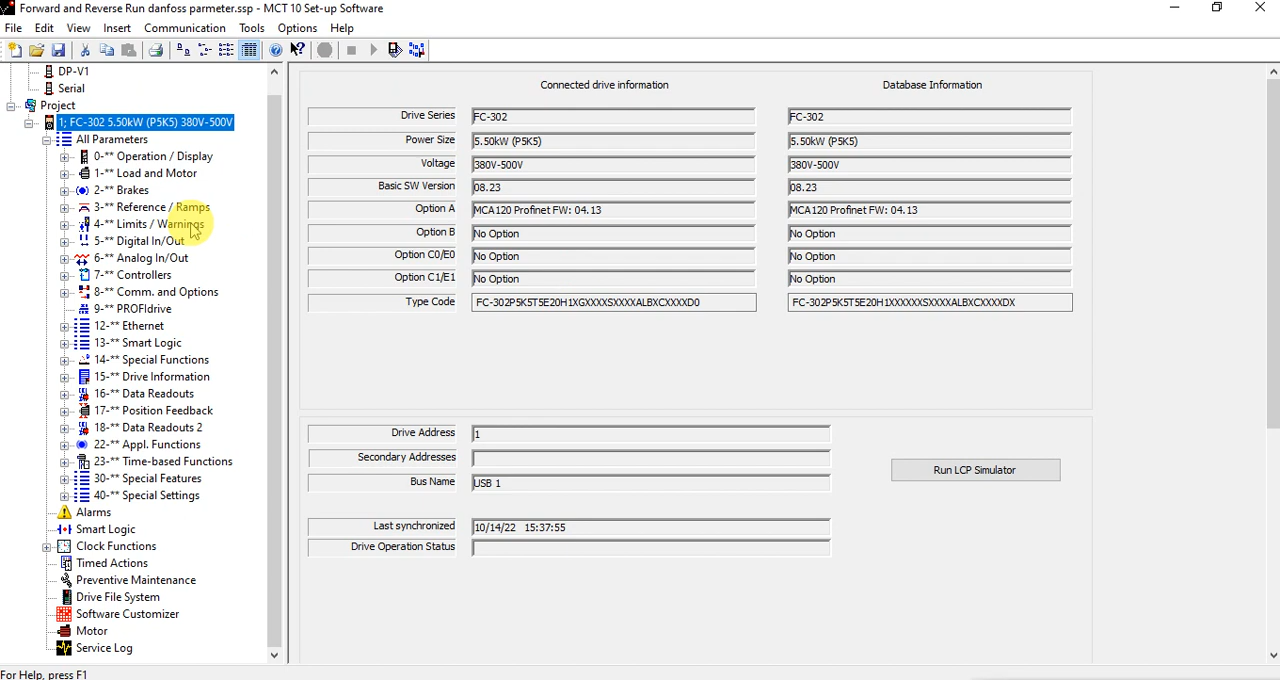 Forward and Reverse Run danfoss parmeter.ssp - MCT 10 Set-up Software
File Edit View Insert Communication Tools Options Help
DP-V1
Serial
Project
1; FC-302 5.50kW (P5K5) 380V-500V
All Parameters
0-** Operation / Display
1-** Load and Motor
2-** Brakes
3-** Reference / Ramps
4-** Limits / Warnings
5-** Digital In/Out
6-** Analog In/Out
7-** Controllers
8-** Comm. and Options
9-** PROFIdrive
12-** Ethernet
13-** Smart Logic
14-** Special Functions
15-** Drive Information
16-** Data Readouts
17-** Position Feedback
18-** Data Readouts 2
22-** Appl. Functions
23-** Time-based Functions
30-** Special Features
40-** Special Settings
Alarms
Smart Logic
Clock Functions
Timed Actions
Preventive Maintenance
Drive File System
Software Customizer
Motor
Service Log
Connected drive information Database Information
Drive Series FC-302 FC-302
Power Size 5.50kW (P5K5) 5.50kW (P5K5)
Voltage 380V-500V 380V-500V
Basic SW Version 08.23 08.23
Option A MCA120 Profinet FW: 04.13 MCA120 Profinet FW: 04.13
Option B No Option No Option
Option C0/E0 No Option No Option
Option C1/E1 No Option No Option
Type Code FC-302P5K5T5E20H1XGXXXXSXXXXALBXCXXXXD0 FC-302P5K5T5E20H1XXXXXXSXXXXALBXCXXXXDX
Drive Address 1
Secondary Addresses
Bus Name USB 1
Run LCP Simulator
Last synchronized 10/14/22 15:37:55
Drive Operation Status
For Help, press F1